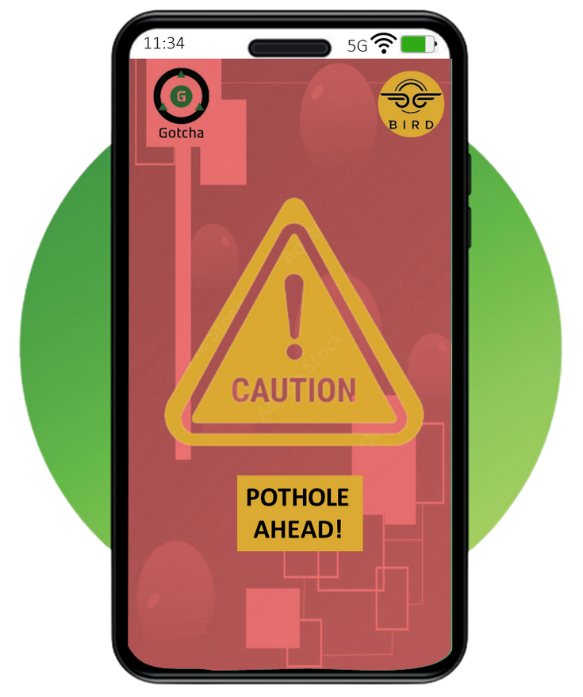 11:34
5G
G
Gotcha
BIRD
CAUTION
POTHOLE
AHEAD!